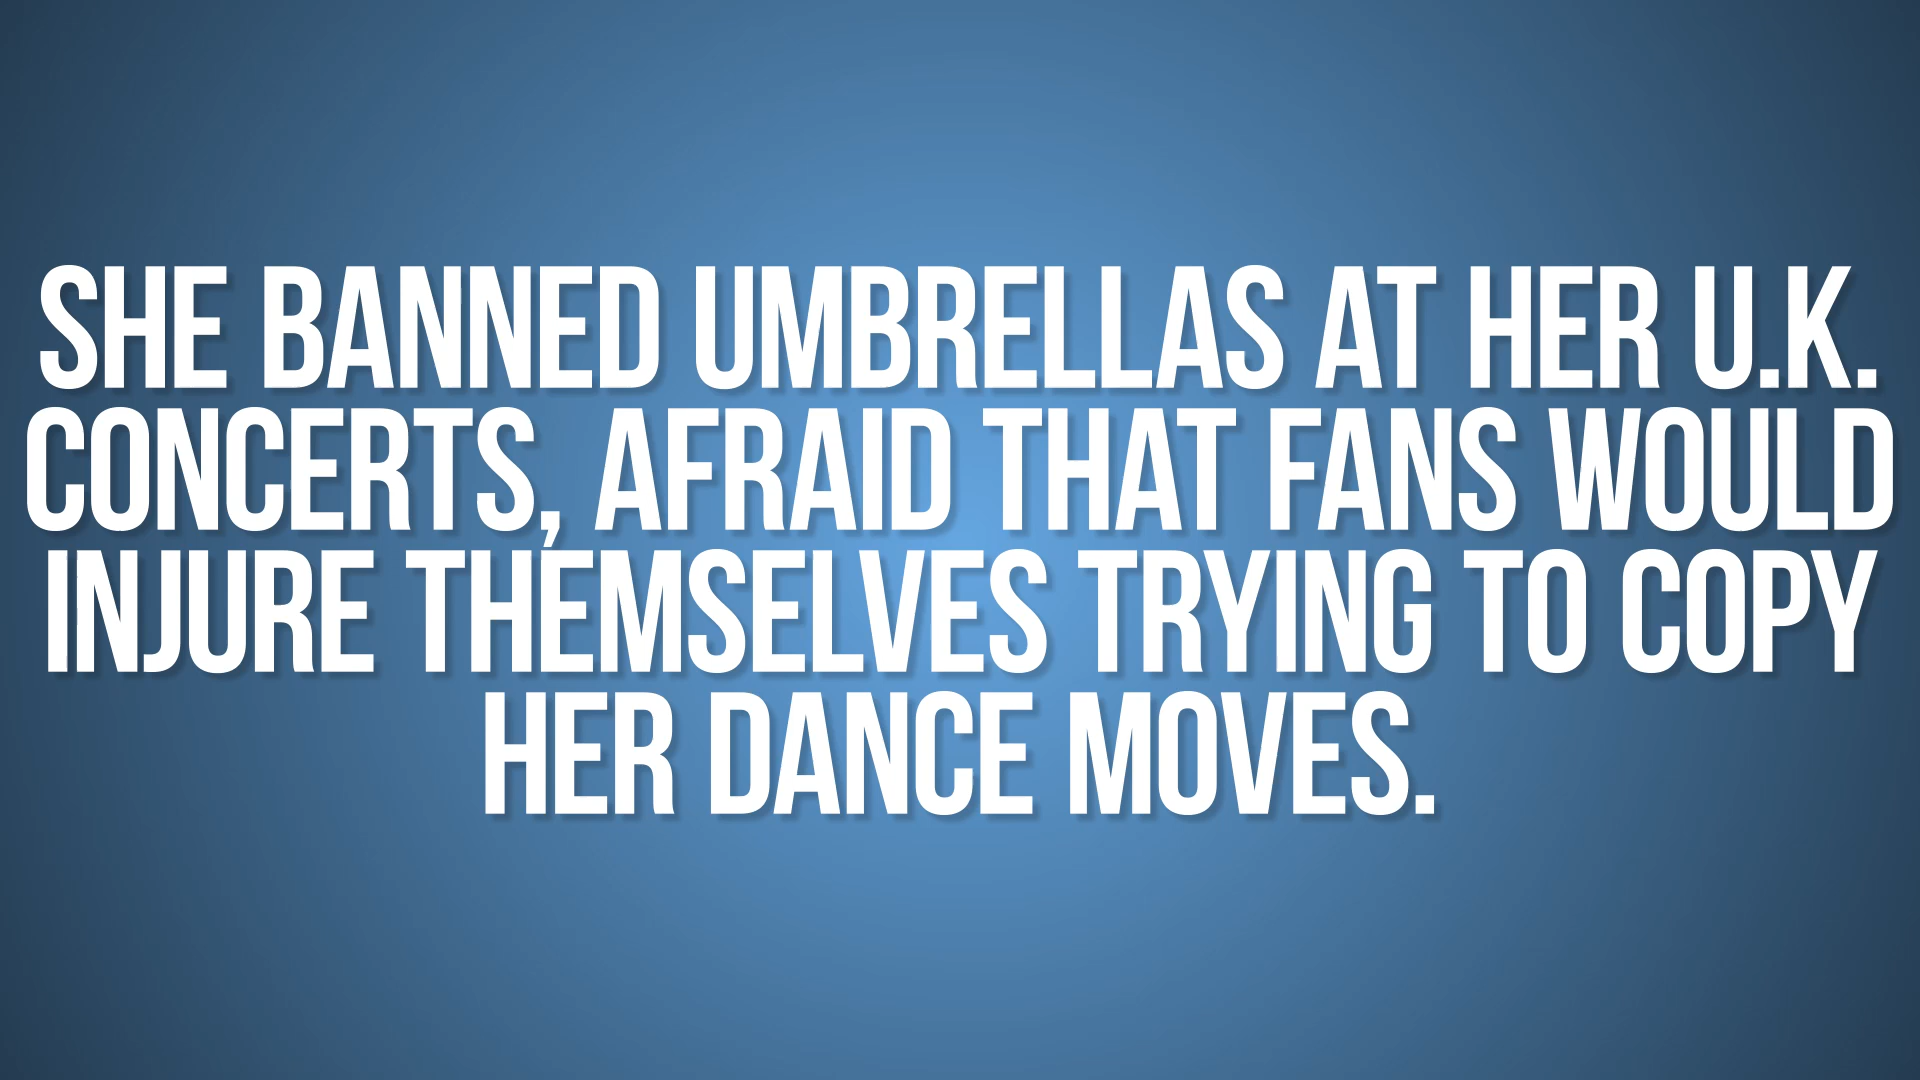 SHE BANNED UMBRELLAS AT HER U.K.
CONCERTS, AFRAID THAT FANS WOULD
INJURE THEMSELVES TRYING TO COPY
HER DANCE MOVES.